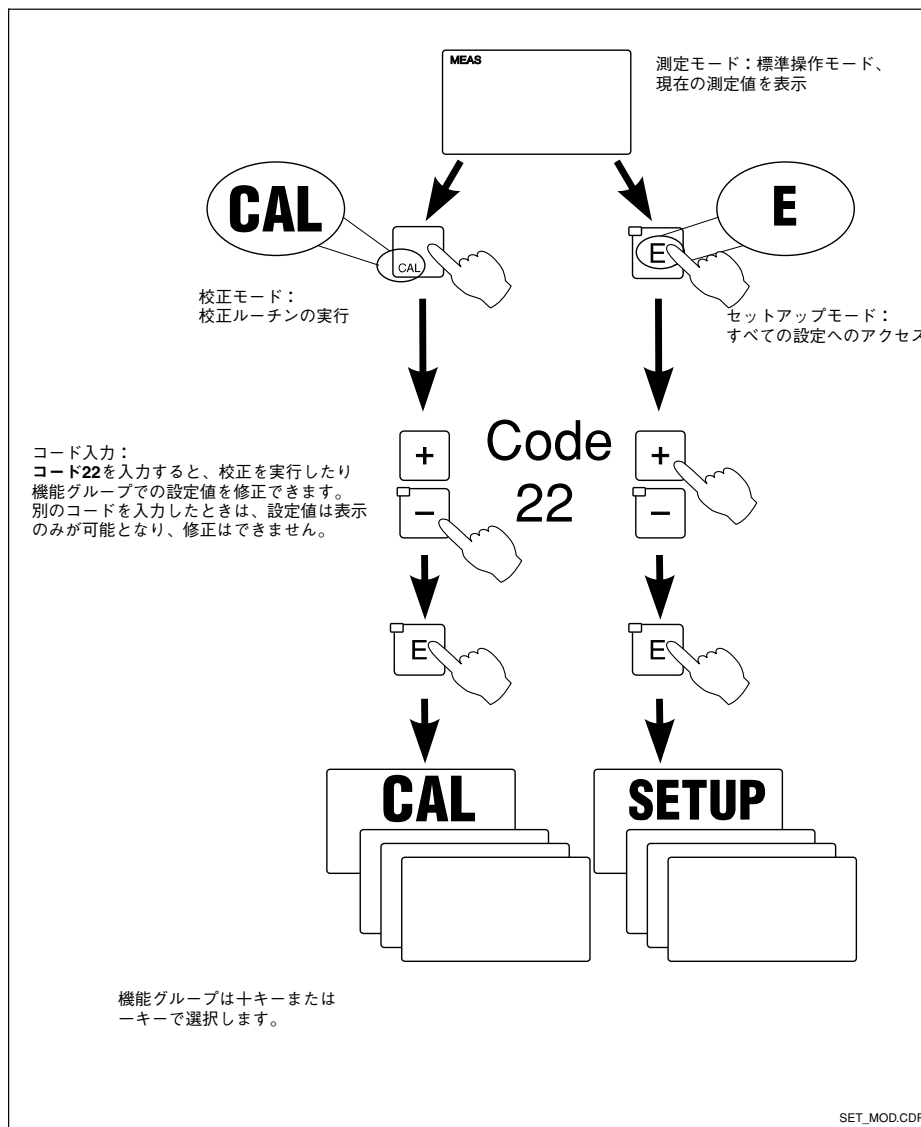 MEAS
測定モード：標準操作モード、
現在の測定値を表示
CAL
E
CAL
E
校正モード：
校正ルーチンの実行
セットアップモード：
すべての設定へのアクセス
コード入力：
コード22を入力すると、校正を実行したり
機能グループでの設定値を修正できます。
別のコードを入力したときは、設定値は表示
のみが可能となり、修正はできません。
+
−
Code
22
+
−
E
E
CAL
SETUP
機能グループは＋キーまたは
－キーで選択します。
SET_MOD.CDR